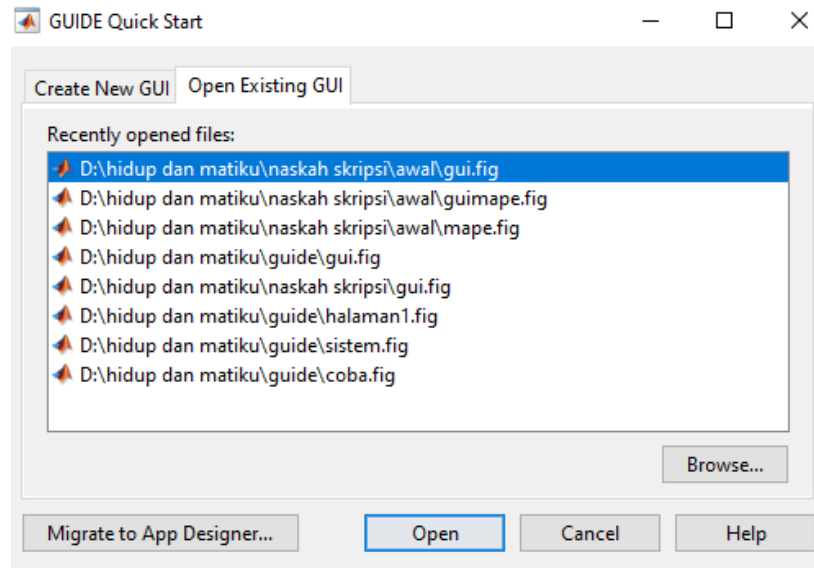 GUIDE Quick Start
Create New GUI Open Existing GUI
Recently opened files:
D:\hidup dan matiku\naskah skripsi\awal\gui.fig
D:\hidup dan matiku\naskah skripsi\awal\guimape.fig
D:\hidup dan matiku\naskah skripsi\awal\mape.fig
D:\hidup dan matiku\guide\gui.fig
D:\hidup dan matiku\naskah skripsi\gui.fig
D:\hidup dan matiku\guide\halaman1.fig
D:\hidup dan matiku\guide\sistem.fig
D:\hidup dan matiku\guide\coba.fig
Browse...
Migrate to App Designer... Open Cancel Help